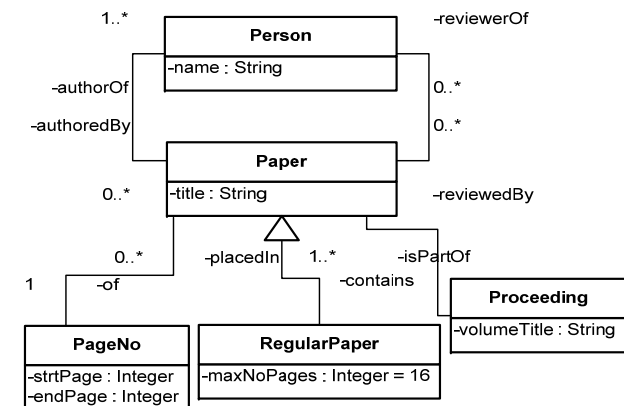 1..*
-reviewerOf
Person
-name : String
-authorOf
0..*
-authoredBy
0..*
Paper
0..*
-title : String
-reviewedBy
0..*
-placedIn
1..*
-isPartOf
1
-of
-contains
Proceeding
-volumeTitle : String
PageNo
RegularPaper
-strtPage : Integer
-maxNoPages : Integer = 16
-endPage : Integer